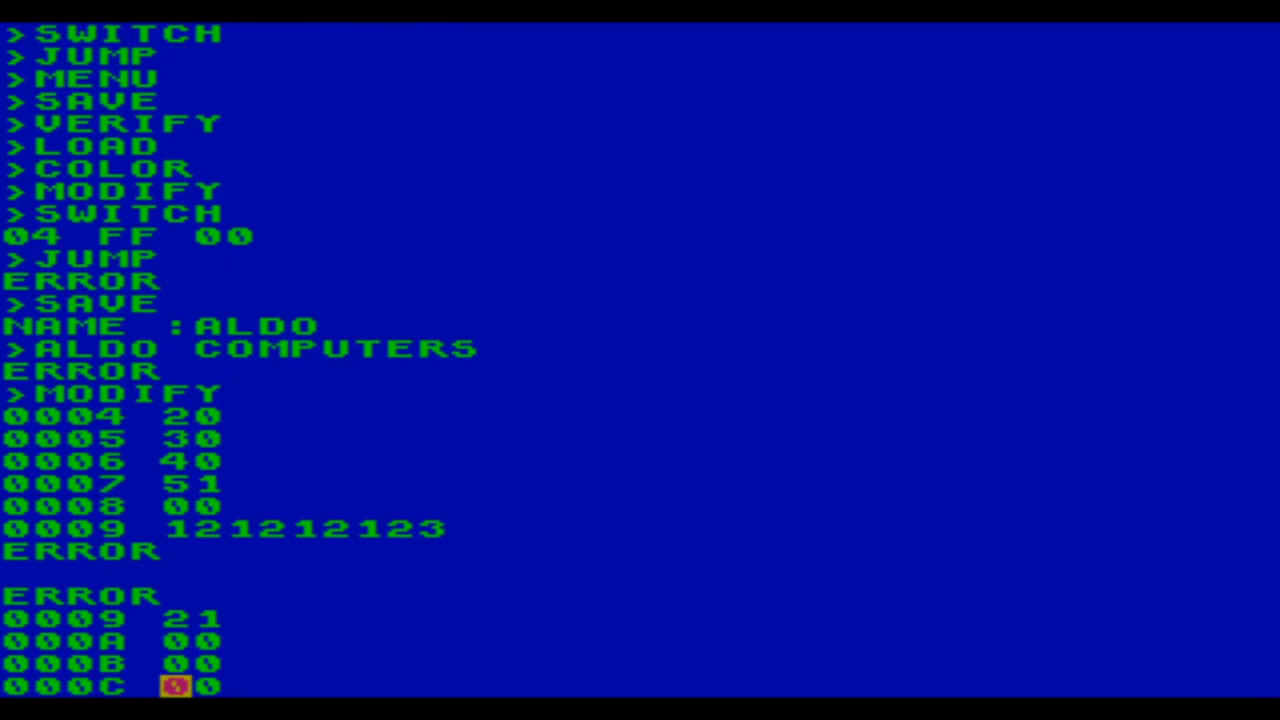 >SWITCH
>JUMP
>MENU
>SAVE
>VERIFY
>LOAD
>COLOR
>MODIFY
>SWITCH
04 FF 00
>JUMP
ERROR
>SAVE
NAME :ALDO
>ALDO COMPUTERS
ERROR
>MODIFY
0004 20
0005 30
0006 40
0007 51
0008 00
0009 121212123
ERROR
ERROR
0009 21
000A 00
000B 00
000C 00